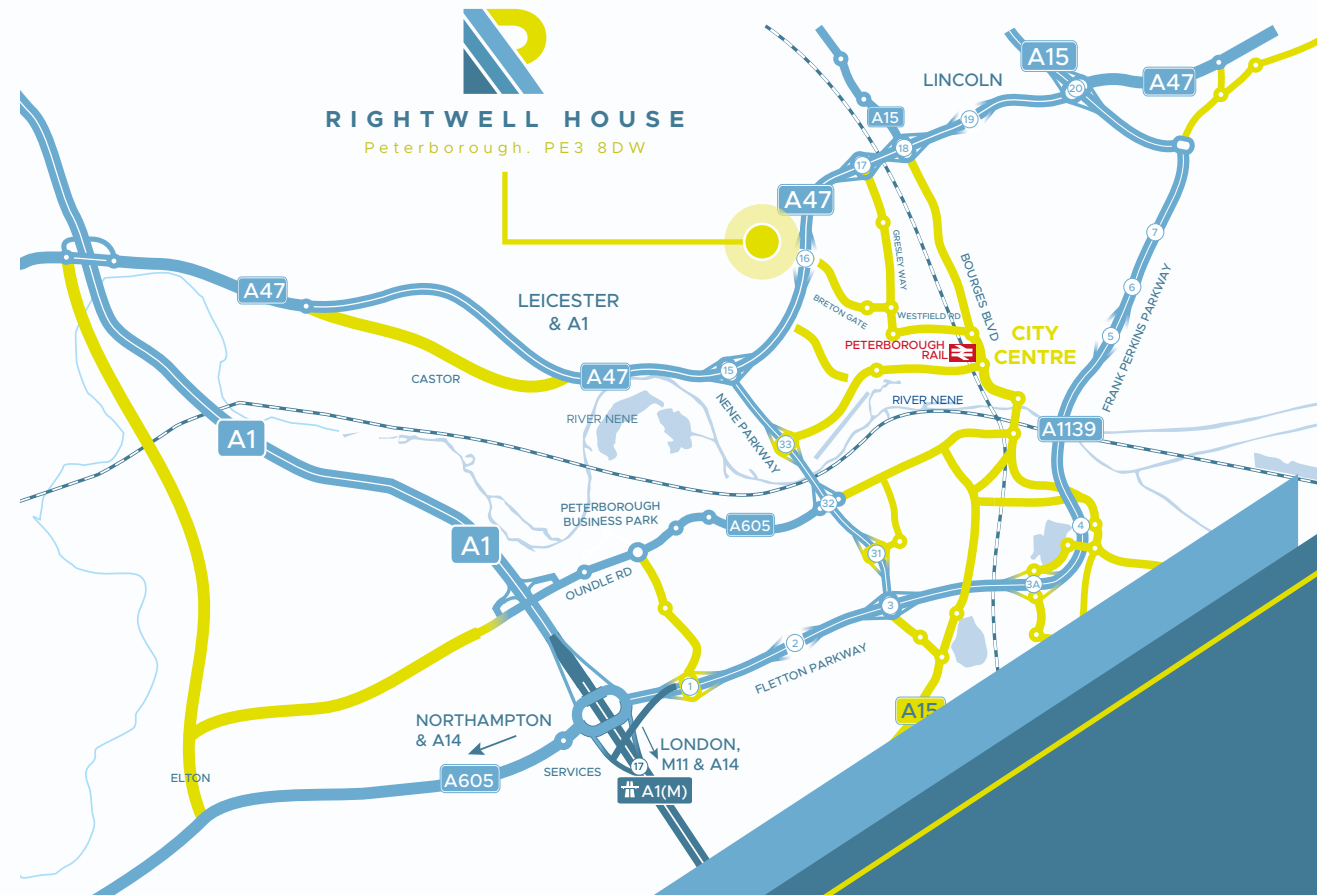 RIGHTWELL HOUSE
Peterborough. PE3 8DW
A15
LINCOLN
A15
A47
20
19
18
17
A47
7
16
6
GRESLEY WAY
BOURGES BLVD
A47
LEICESTER
& A1
BRETON GATE
WESTFIELD RD
CITY
CENTRE
PETERBOROUGH
RAIL
5
FRANK PERKINS PARKWAY
CASTOR
A47
15
NENE PARKWAY
RIVER NENE
RIVER NENE
A1
33
A1139
PETERBOROUGH
BUSINESS PARK
A605
32
4
A1
31
OUNDLE RD
3A
3
2
FLETTON PARKWAY
1
A15
NORTHAMPTON
& A14
LONDON,
M11 & A14
SERVICES
17
ELTON
A605
A1(M)